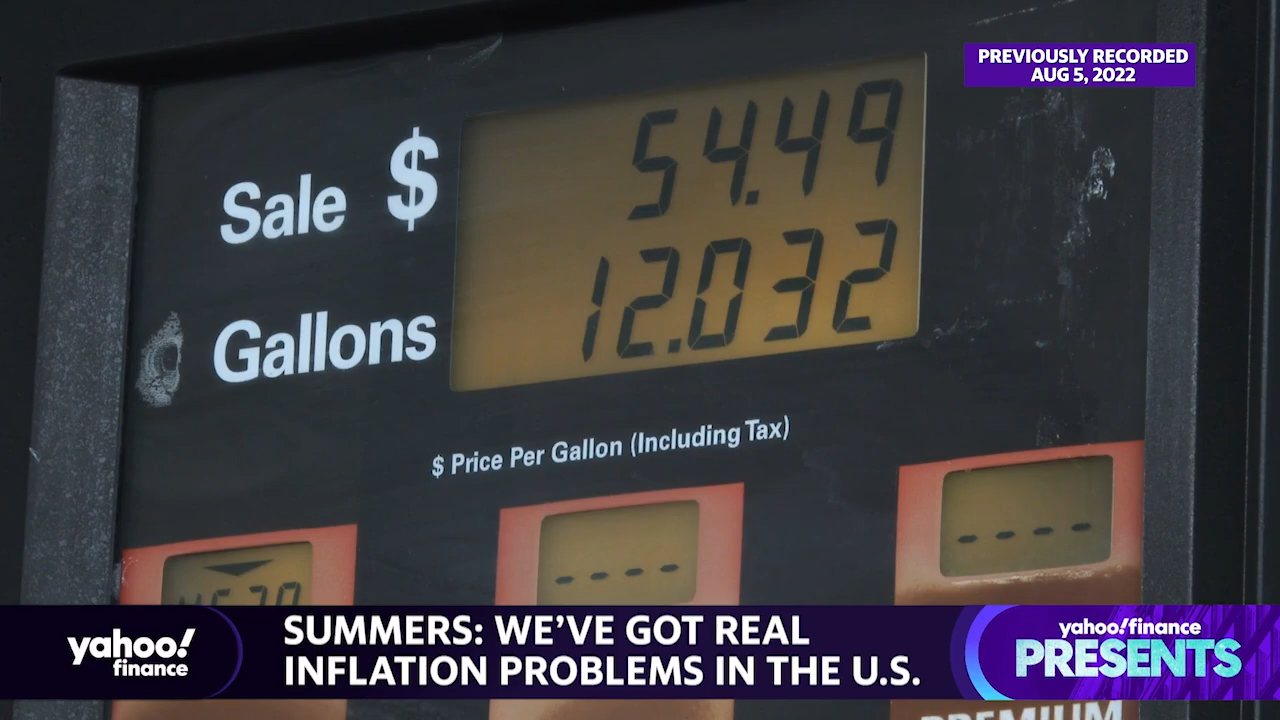 PREVIOUSLY RECORDED
AUG 5, 2022
Sale $ 54.49
Gallons 12.032
$ Price Per Gallon (Including Tax)
- - - -
- - - -
yahoo!
finance
SUMMERS: WE'VE GOT REAL
INFLATION PROBLEMS IN THE U.S.
yahoo!finance
PRESENTS
PREMIUM